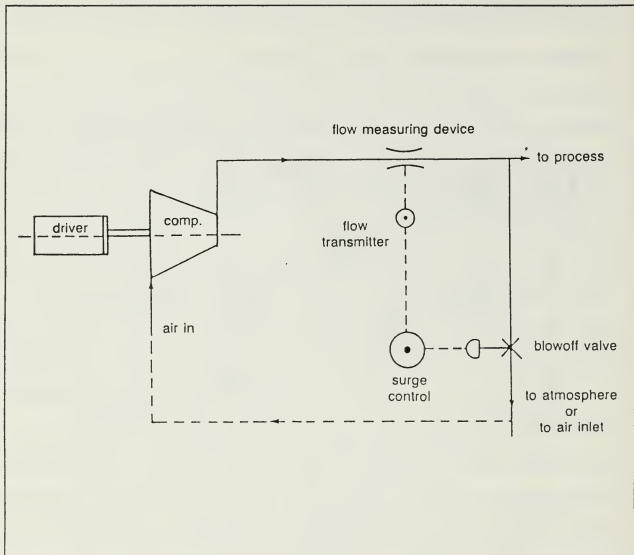 flow measuring device
to process
driver
comp.
flow
transmitter
air in
blowoff valve
surge
control
to atmosphere
or
to air inlet